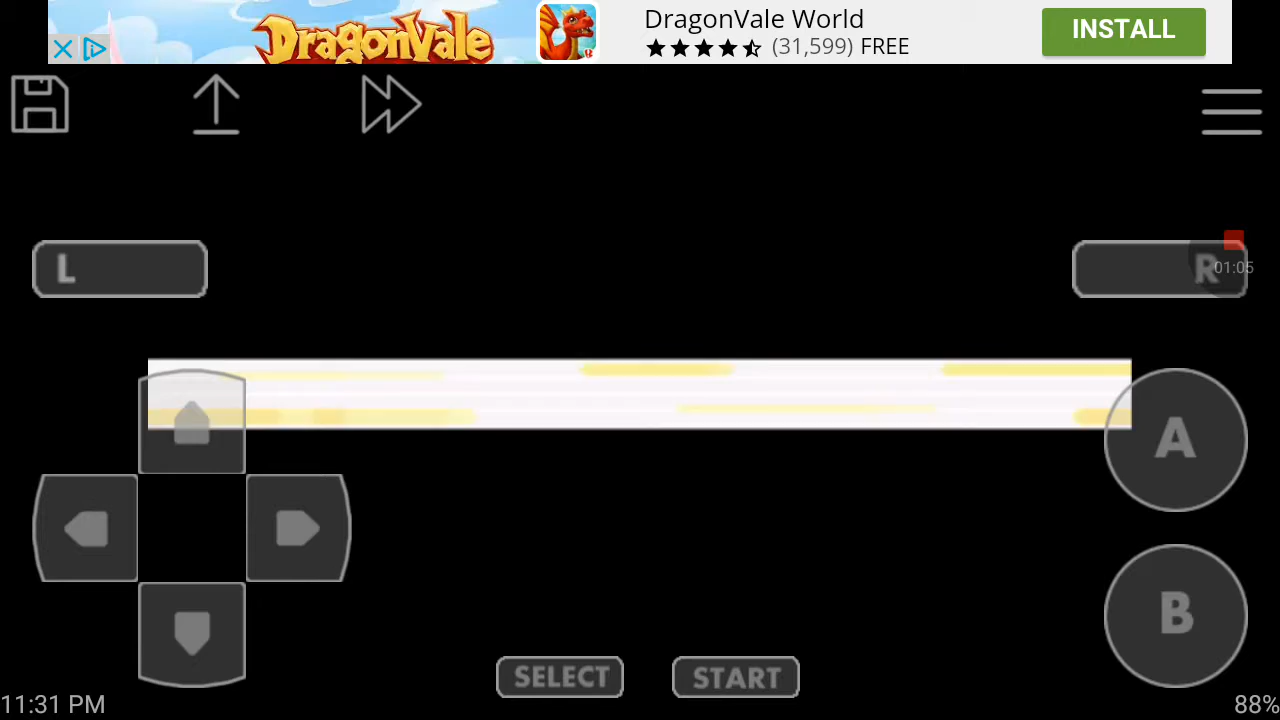 DragonVale
DragonVale World
(31,599) FREE
INSTALL
L
R
01:05
A
B
SELECT
START
11:31 PM
88%